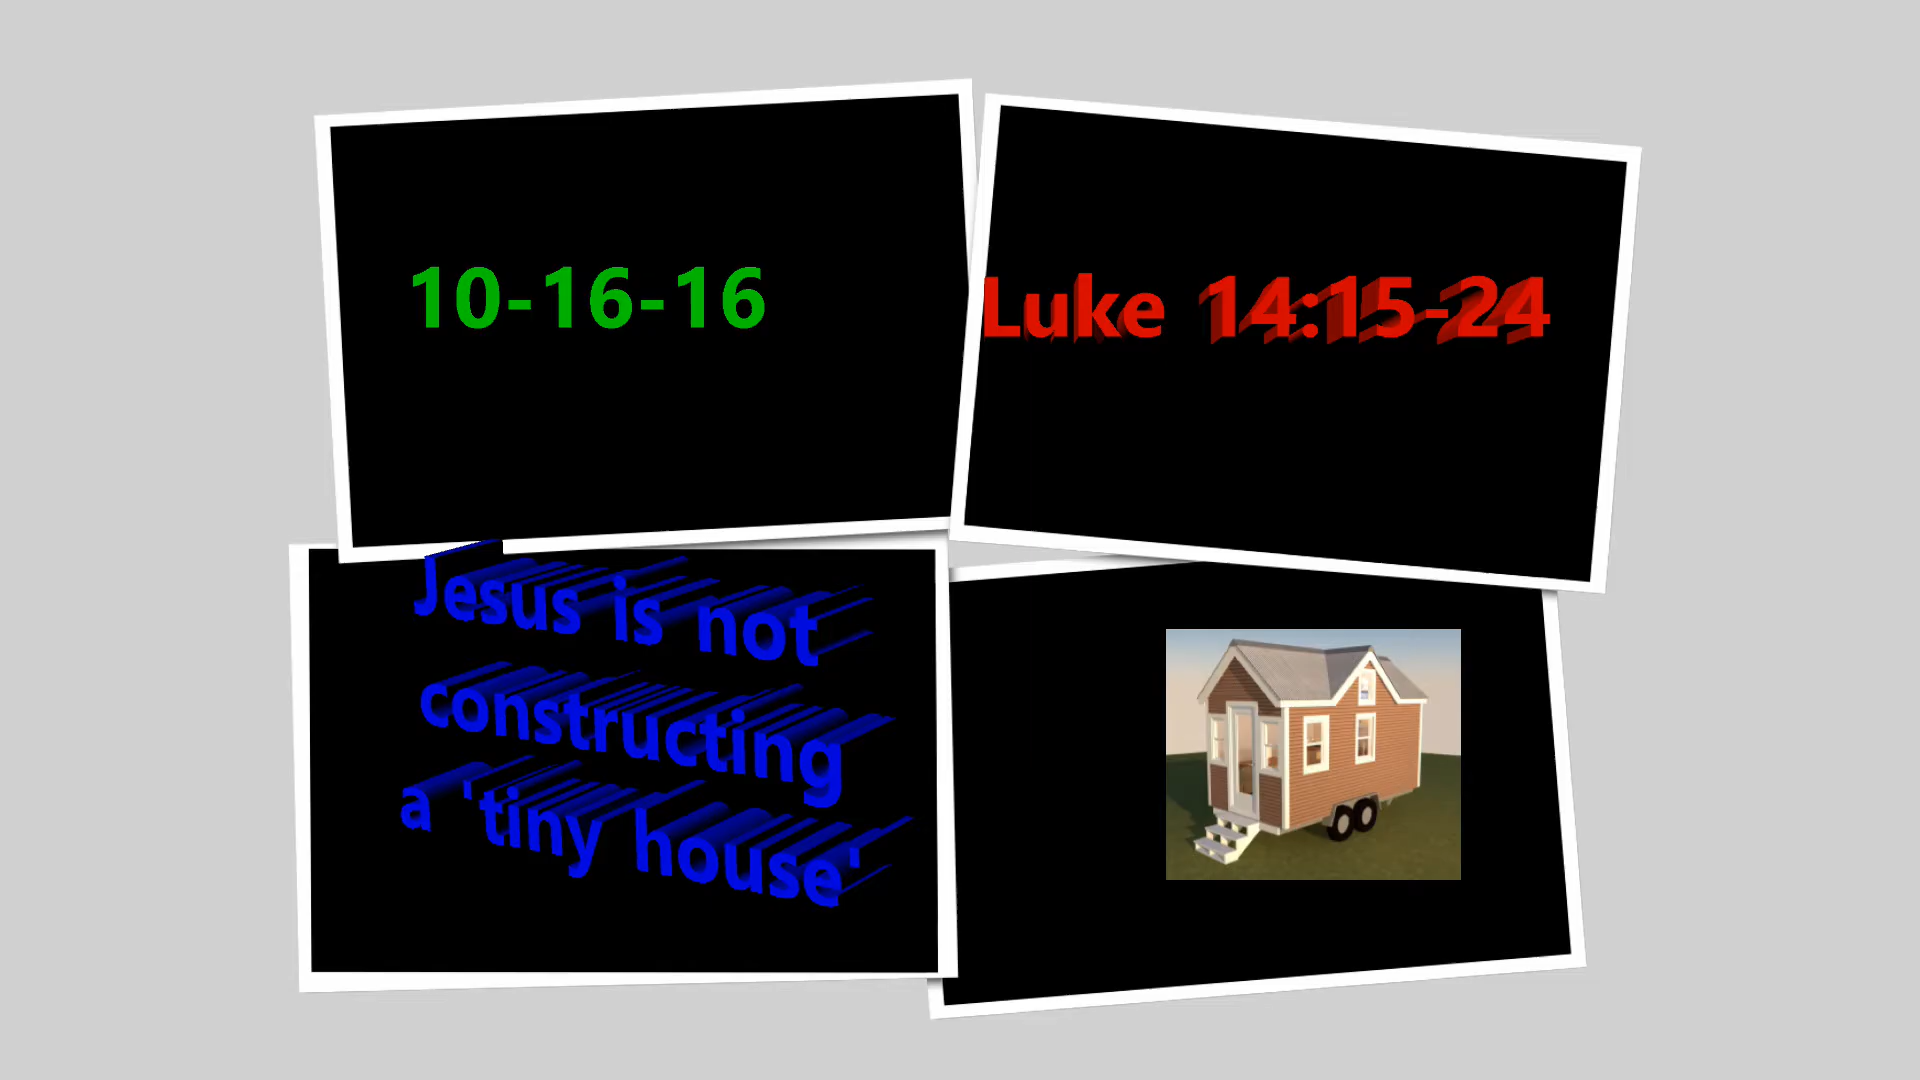 10-16-16
Luke 14:15-24
Jesus is not
constructing
a 'tiny house'